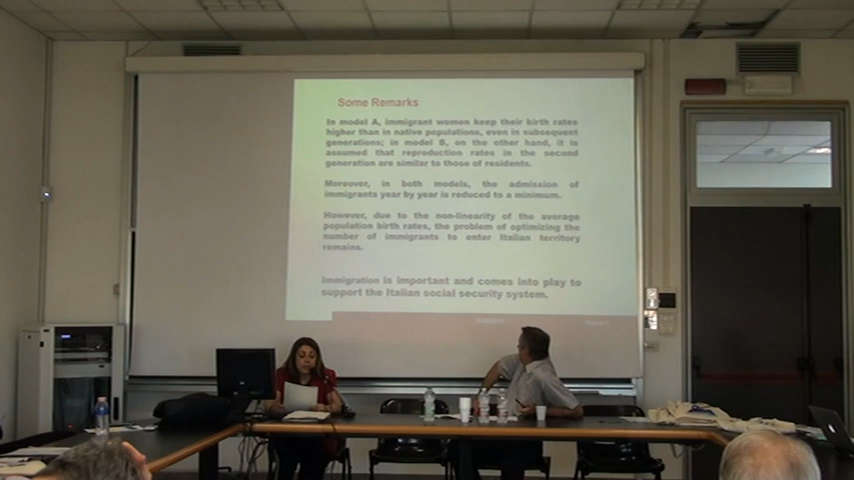 Some Remarks
In model A, immigrant women keep their birth rates
higher than in native populations, even in subsequent
generations; in model B, on the other hand, it is
assumed that reproduction rates in the second
generation are similar to those of residents.
Moreover, in both models, the admission of
immigrants year by year is reduced to a minimum.
However, due to the non-linearity of the average
population birth rates, the problem of optimizing the
number of immigrants to enter Italian territory
remains.
Immigration is important and comes into play to
support the Italian social security system.